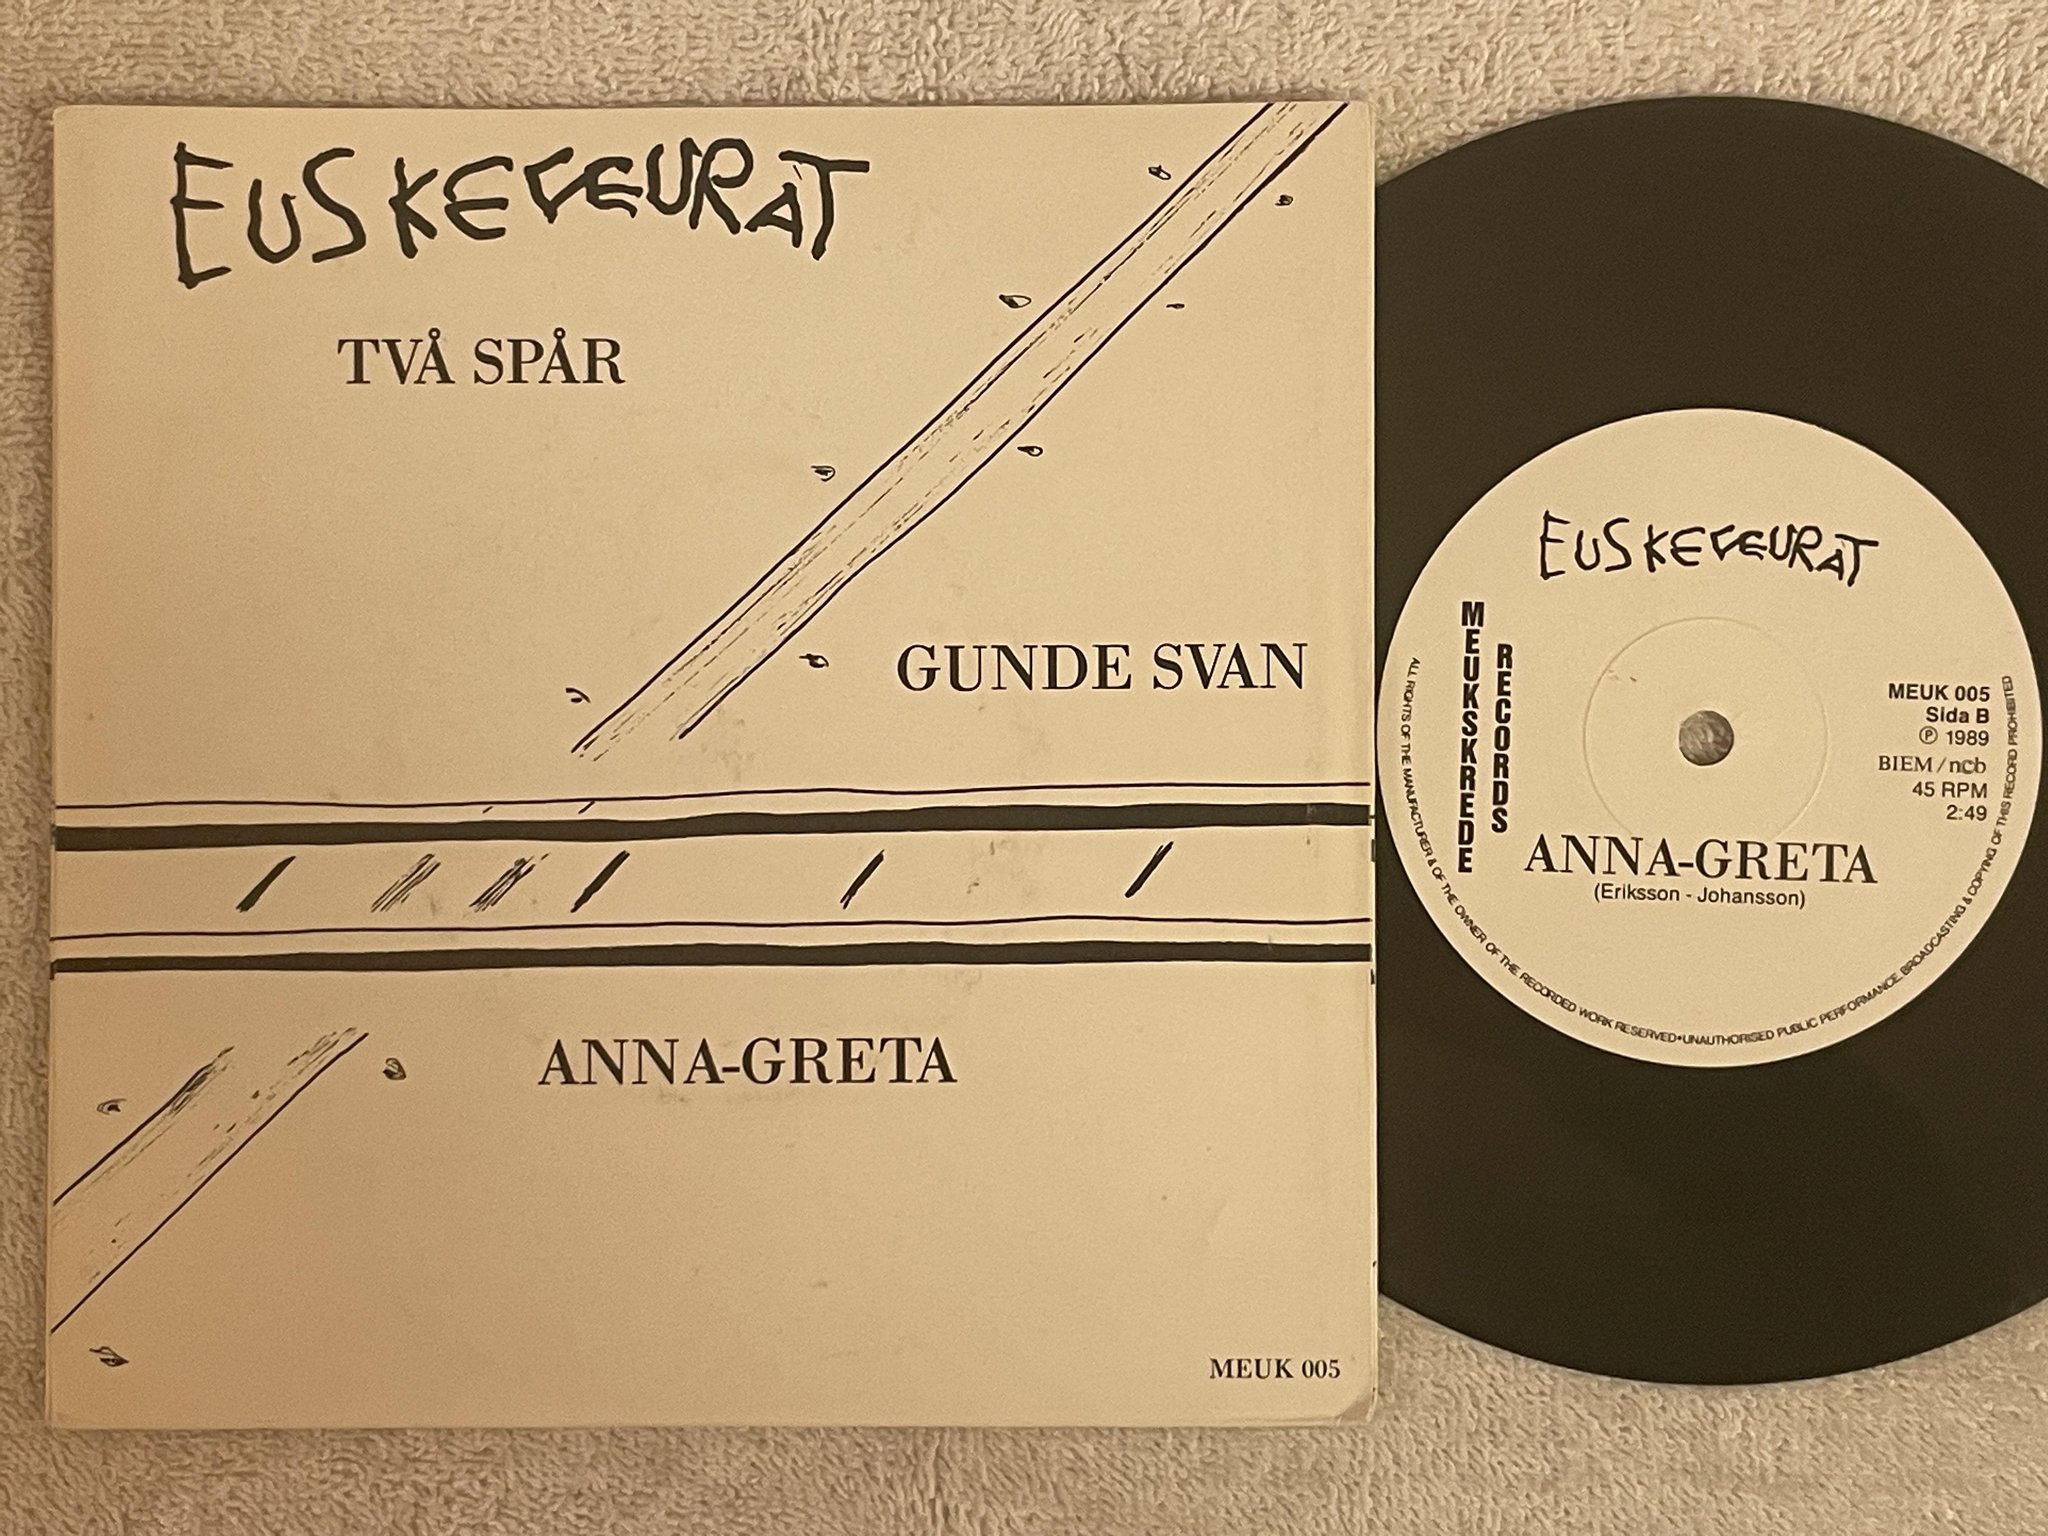 EUSKEFEURAT
TVÅ SPÅR
GUNDE SVAN
ANNA-GRETA
MEUK 005
EUSKEFEURAT
MEUKSKREDE
RECORDS
MEUK 005
Sida B
Ⓟ 1989
BIEM/ncb
45 RPM
2:49
ANNA-GRETA
(Eriksson - Johansson)
ALL RIGHTS OF THE MANUFACTURER & OF THE OWNER OF THE RECORDED WORK RESERVED•UNAUTHORISED PUBLIC PERFORMANCE, BROADCASTING & COPYING OF THIS RECORD PROHIBITED